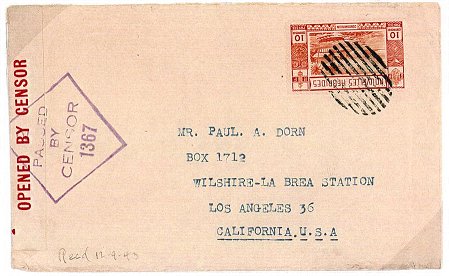 OPENED BY CENSOR
PASSED
BY
CENSOR
1367
10 10
NOUVELLES HEBRIDES
MR. PAUL. A. DORN
BOX 1712
WILSHIRE-LA BREA STATION
LOS ANGELES 36
CALIFORNIA.U.S.A